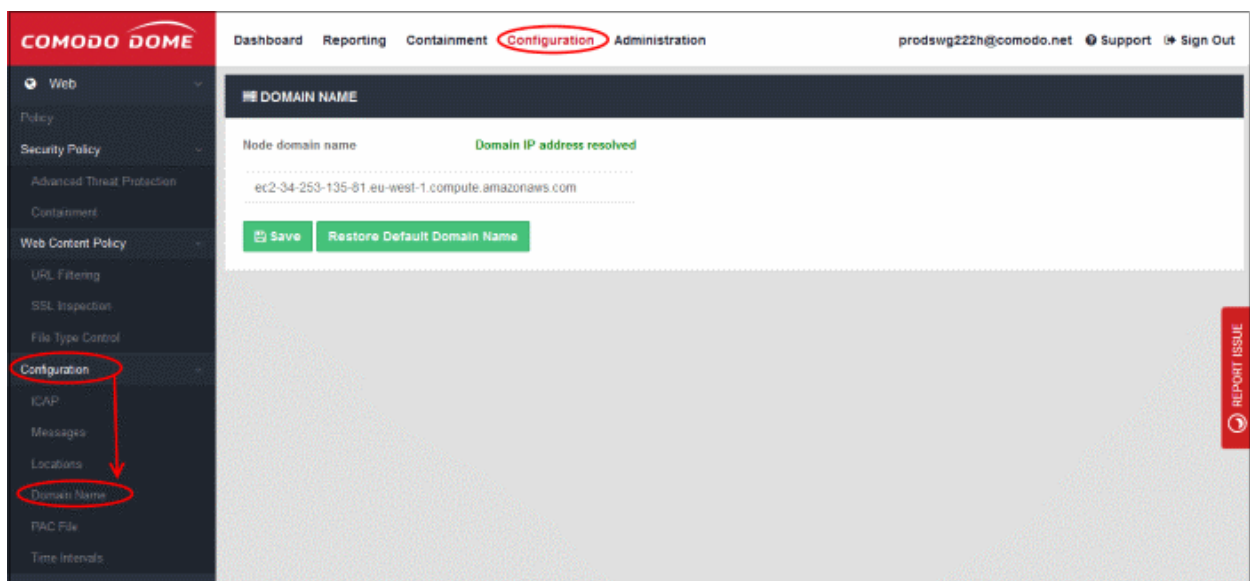 COMODO DOME
Dashboard Reporting Containment Configuration Administration prodswg222h@comodo.net Support Sign Out
Web
Policy
Security Policy
Advanced Threat Protection
Containment
Web Content Policy
URL Filtering
SSL Inspection
File Type Control
Configuration
ICAP
Messages
Locations
Domain Name
PAC File
Time Intervals
DOMAIN NAME
Node domain name Domain IP address resolved
ec2-34-253-135-81.eu-west-1.compute.amazonaws.com
Save Restore Default Domain Name
REPORT ISSUE